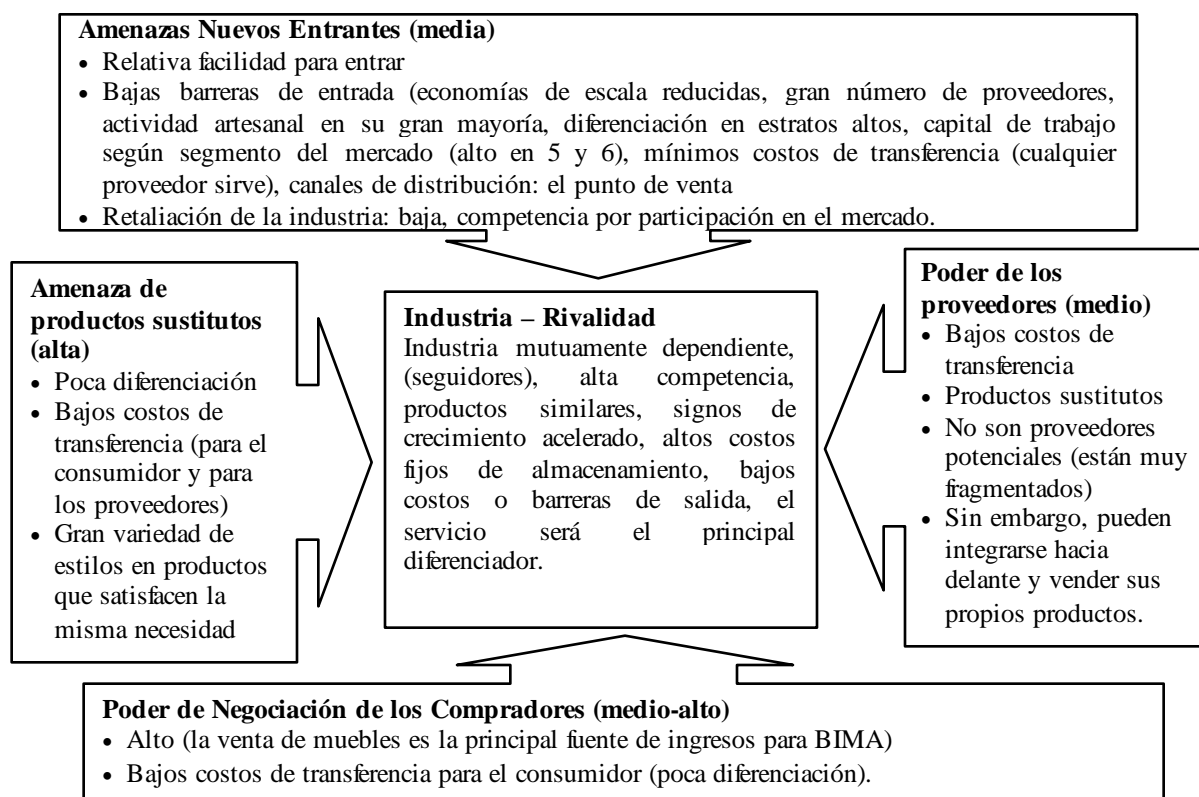 Amenazas Nuevos Entrantes (media)
• Relativa facilidad para entrar
• Bajas barreras de entrada (economías de escala reducidas, gran número de proveedores,
actividad artesanal en su gran mayoría, diferenciación en estratos altos, capital de trabajo
según segmento del mercado (alto en 5 y 6), mínimos costos de transferencia (cualquier
proveedor sirve), canales de distribución: el punto de venta
• Retaliación de la industria: baja, competencia por participación en el mercado.
Amenaza de
productos sustitutos
(alta)
• Poca diferenciación
• Bajos costos de
transferencia (para el
consumidor y para
los proveedores)
• Gran variedad de
estilos en productos
que satisfacen la
misma necesidad
Industria – Rivalidad
Industria mutuamente dependiente,
(seguidores), alta competencia,
productos similares, signos de
crecimiento acelerado, altos costos
fijos de almacenamiento, bajos
costos o barreras de salida, el
servicio será el principal
diferenciador.
Poder de los
proveedores (medio)
• Bajos costos de
transferencia
• Productos sustitutos
• No son proveedores
potenciales (están muy
fragmentados)
• Sin embargo, pueden
integrarse hacia
delante y vender sus
propios productos.
Poder de Negociación de los Compradores (medio-alto)
• Alto (la venta de muebles es la principal fuente de ingresos para BIMA)
• Bajos costos de transferencia para el consumidor (poca diferenciación).